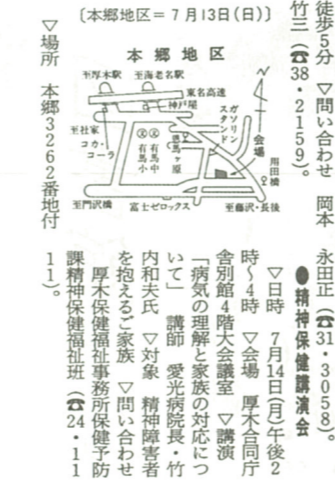 徒歩5分　▽問い合わせ　岡本
竹三（☎38・2159）。
〔本郷地区＝7月13日（日）〕
本郷地区
至厚木駅
至海老名駅
東名高速
神戸屋
ガソリン
スタンド
会場
至社家
コカ・
コーラ
有馬小
有馬中
用田橋
至門沢橋
富士ゼロックス
至藤沢・長後
▽場所　本郷3262番地付
永田正（☎31・3058）。
●精神保健講演会
▽日時　7月14日（月）午後2
時〜4時　▽会場　厚木合同庁
舎別館4階大会議室　▽講演
「病気の理解と家族の対応につ
いて」　講師　愛光病院長・竹
内和夫氏　▽対象　精神障害者
を抱えるご家族　▽問い合わせ
厚木保健福祉事務所保健予防
課精神保健福祉班（☎24・11
11）。